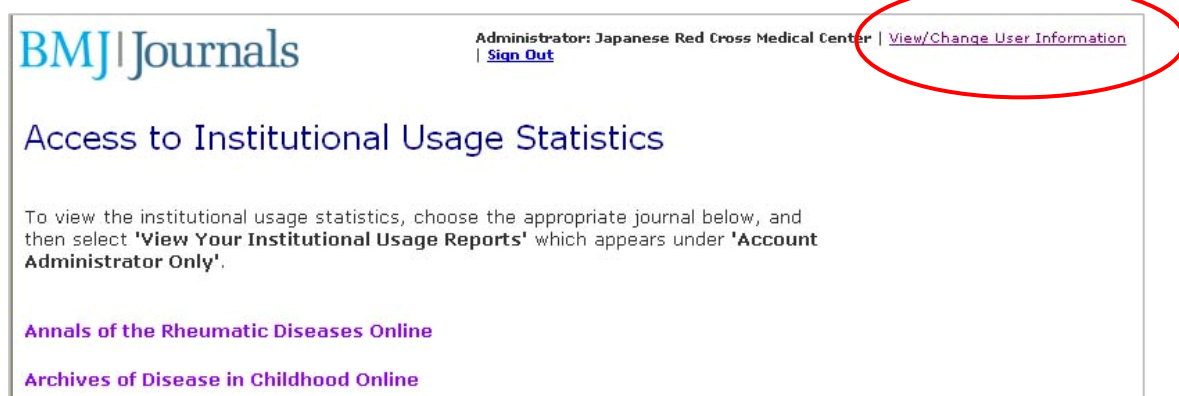 BMJ|Journals
Administrator: Japanese Red Cross Medical Center | View/Change User Information
| Sign Out
Access to Institutional Usage Statistics
To view the institutional usage statistics, choose the appropriate journal below, and
then select 'View Your Institutional Usage Reports' which appears under 'Account
Administrator Only'.
Annals of the Rheumatic Diseases Online
Archives of Disease in Childhood Online